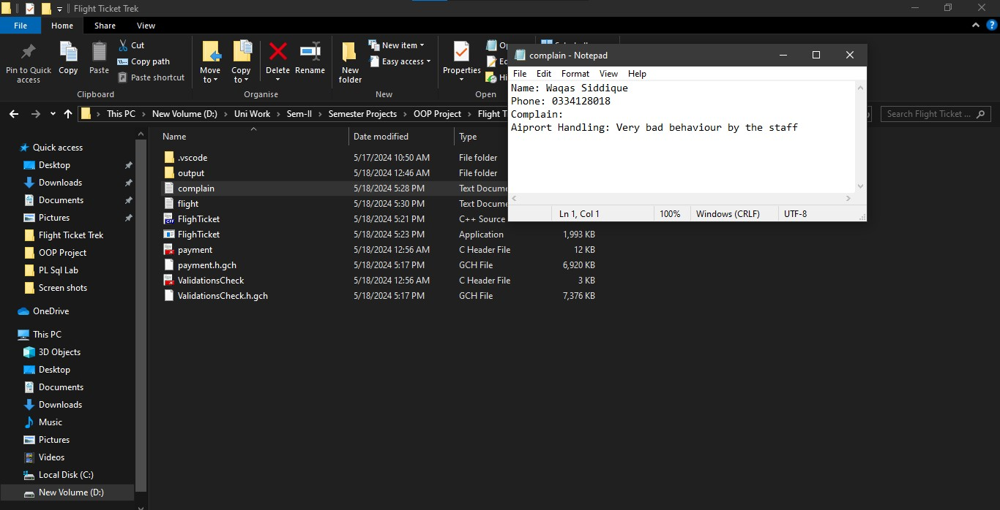 Flight Ticket Trek
File Home Share View
Pin to Quick access
Copy
Paste
Cut
Copy path
Paste shortcut
Clipboard
Move to
Copy to
Delete
Rename
Organise
New folder
New item
Easy access
New
Properties
Open
complain - Notepad
File Edit Format View Help
Name: Waqas Siddique
Phone: 0334128018
Complain:
Aiprort Handling: Very bad behaviour by the staff
Ln 1, Col 1 100% Windows (CRLF) UTF-8
This PC > New Volume (D:) > Uni Work > Sem-II > Semester Projects > OOP Project > Flight T
Search Flight Ticket ...
Quick access
Desktop
Downloads
Documents
Pictures
Flight Ticket Trek
OOP Project
PL Sql Lab
Screen shots
OneDrive
This PC
3D Objects
Desktop
Documents
Downloads
Music
Pictures
Videos
Local Disk (C:)
New Volume (D:)
Name Date modified Type
.vscode 5/17/2024 10:50 AM File folder
output 5/18/2024 12:46 AM File folder
complain 5/18/2024 5:28 PM Text Docume
flight 5/18/2024 5:30 PM Text Docume
FlighTicket 5/18/2024 5:21 PM C++ Source
FlighTicket 5/18/2024 5:23 PM Application 1,993 KB
payment 5/18/2024 12:56 AM C Header File 12 KB
payment.h.gch 5/18/2024 5:17 PM GCH File 6,920 KB
ValidationsCheck 5/18/2024 12:56 AM C Header File 3 KB
ValidationsCheck.h.gch 5/18/2024 5:17 PM GCH File 7,376 KB